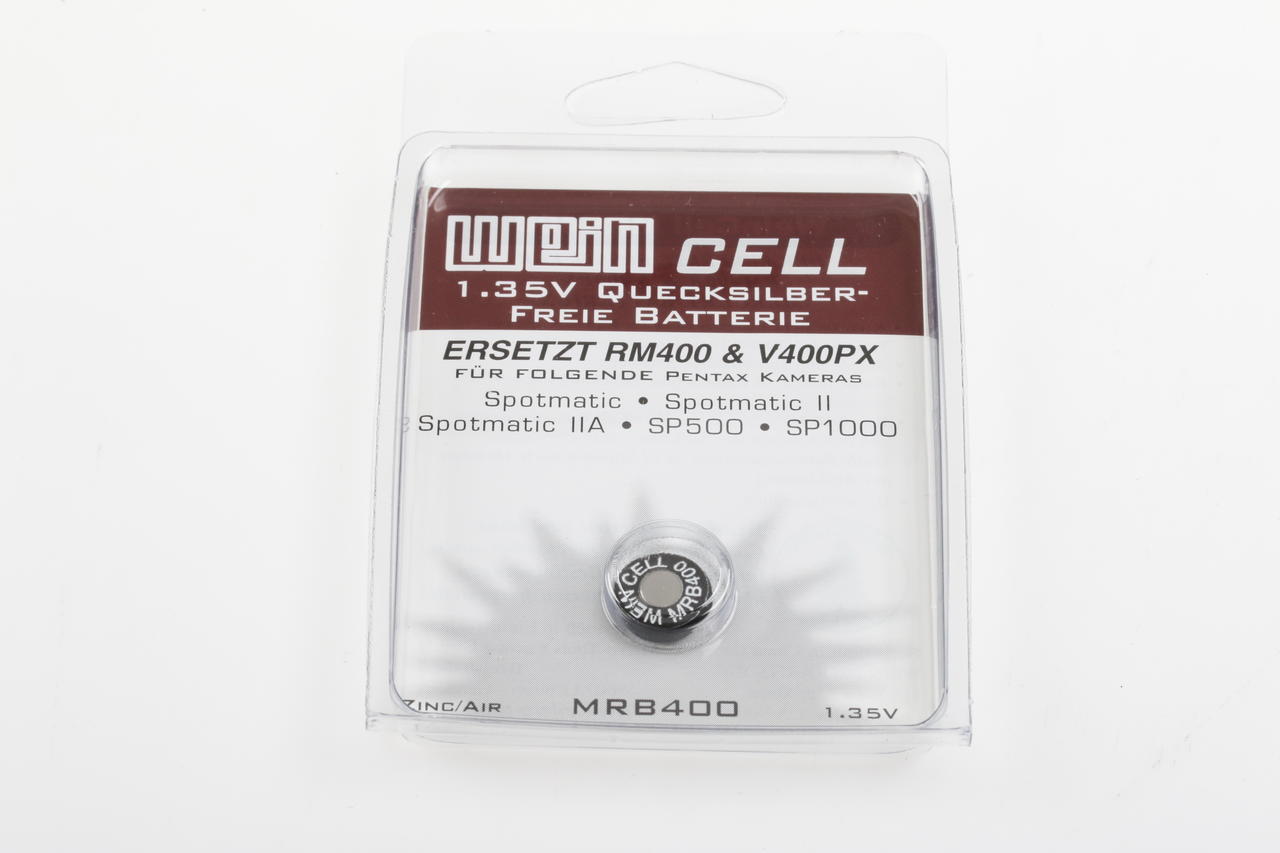 Wein CELL
1.35V QUECKSILBER-
FREIE BATTERIE
ERSETZT RM400 & V400PX
FÜR FOLGENDE PENTAX KAMERAS
Spotmatic • Spotmatic II
Spotmatic IIA • SP500 • SP1000
WEIN CELL MRB400
ZINC/AIR
MRB400
1.35V